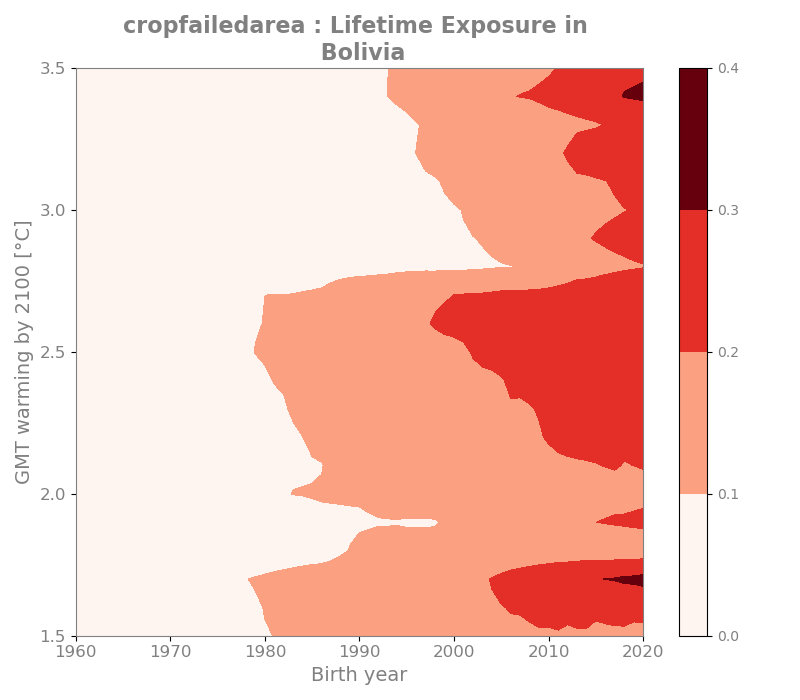 cropfailedarea : Lifetime Exposure in
Bolivia
3.5
3.0
2.5
2.0
1.5
GMT warming by 2100 [°C]
1960 1970 1980 1990 2000 2010 2020
Birth year
0.4
0.3
0.2
0.1
0.0